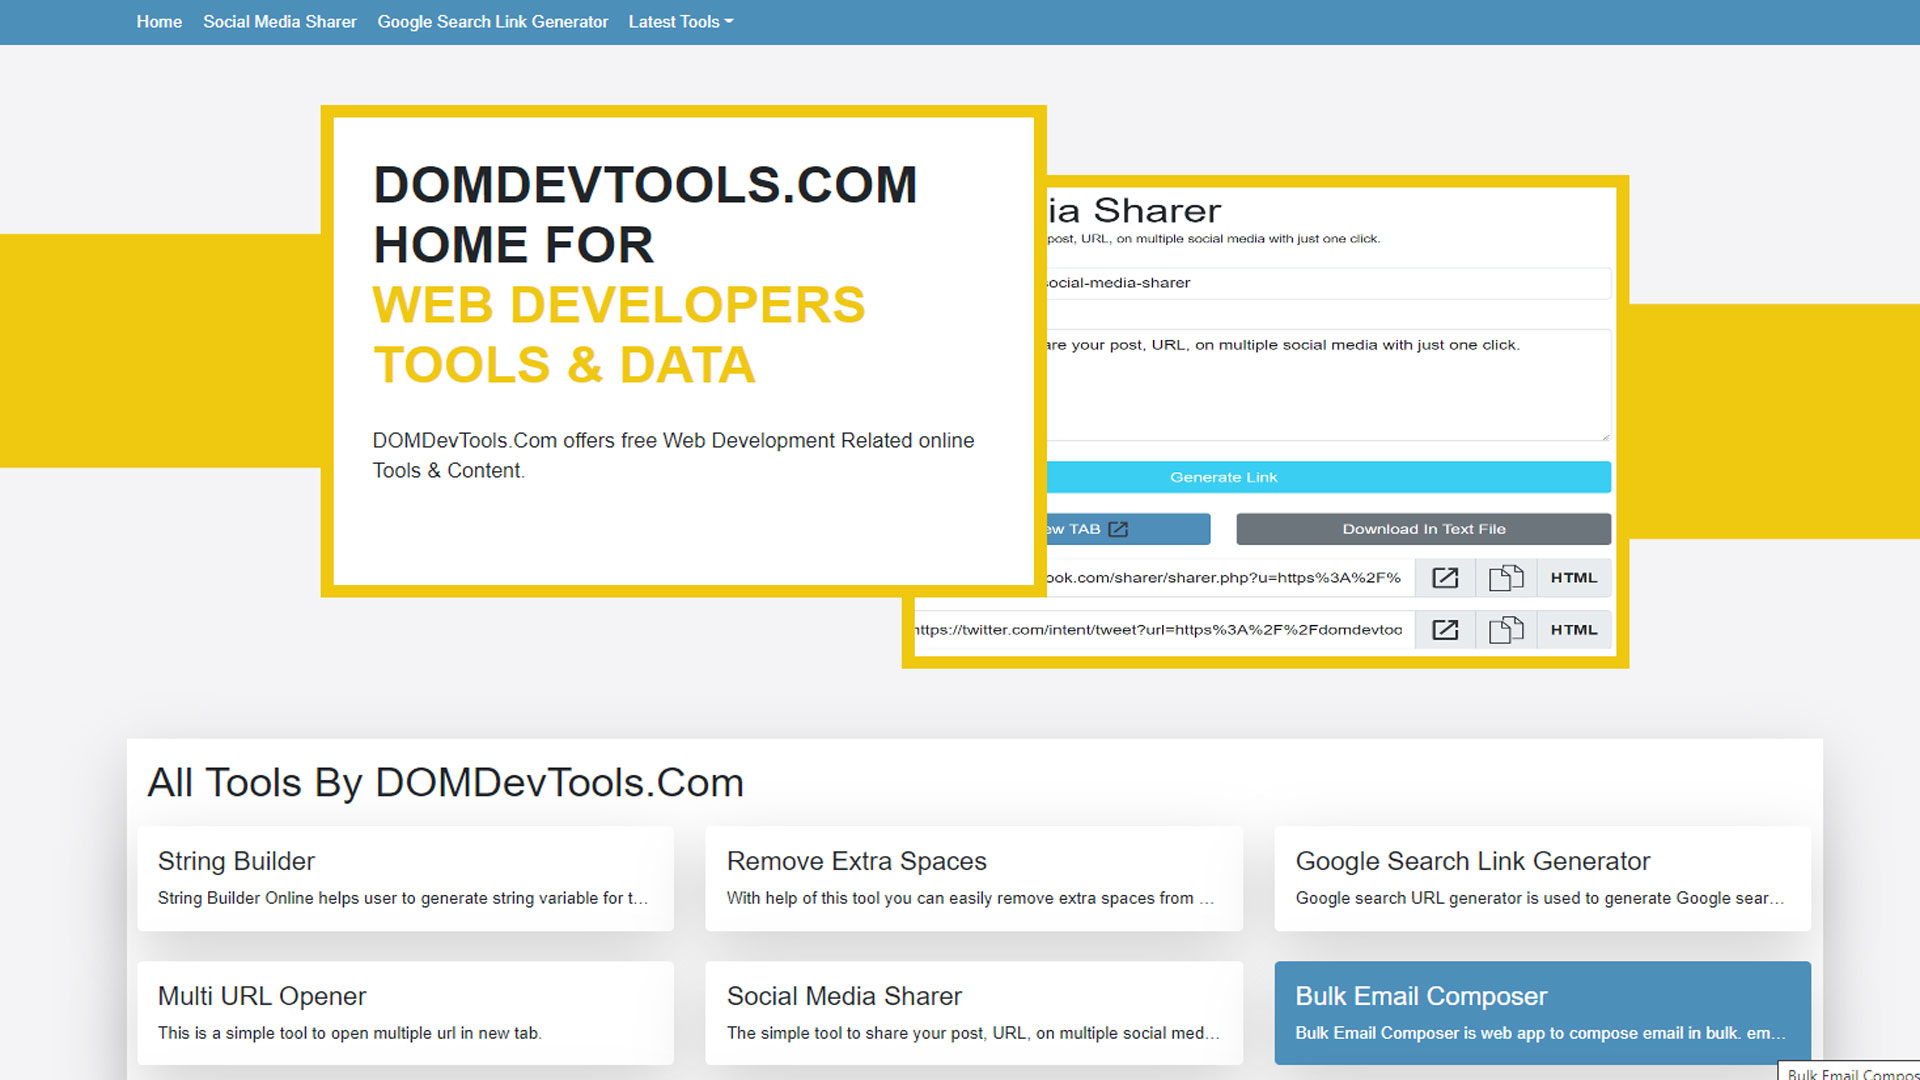 Home Social Media Sharer Google Search Link Generator Latest Tools
DOMDEVTOOLS.COM
HOME FOR
WEB DEVELOPERS
TOOLS & DATA
DOMDevTools.Com offers free Web Development Related online
Tools & Content.
Sharer
post, URL, on multiple social media with just one click.
social-media-sharer
your post, URL, on multiple social media with just one click.
Generate Link
TAB
Download In Text File
ook.com/sharer/sharer.php?u=https%3A%2F% HTML
https://twitter.com/intent/tweet?url=https%3A%2F%2Fdomdevtoo HTML
All Tools By DOMDevTools.Com
String Builder
String Builder Online helps user to generate string variable for t...
Remove Extra Spaces
With help of this tool you can easily remove extra spaces from ...
Google Search Link Generator
Google search URL generator is used to generate Google sear...
Multi URL Opener
This is a simple tool to open multiple url in new tab.
Social Media Sharer
The simple tool to share your post, URL, on multiple social med...
Bulk Email Composer
Bulk Email Composer is web app to compose email in bulk. em...
Bulk Email Compos